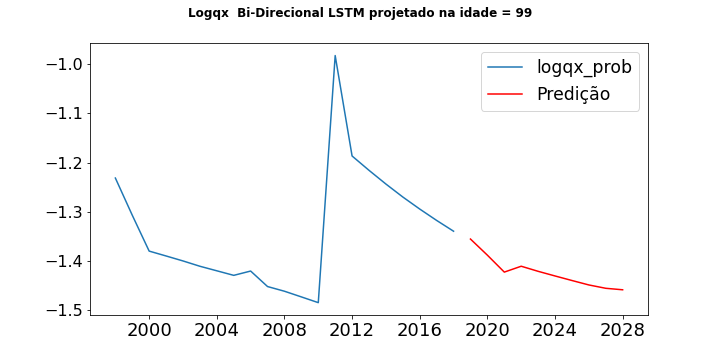 Logqx  Bi-Direcional LSTM projetado na idade = 99
logqx_prob
Predição
−1.0
−1.1
−1.2
−1.3
−1.4
−1.5
2000 2004 2008 2012 2016 2020 2024 2028